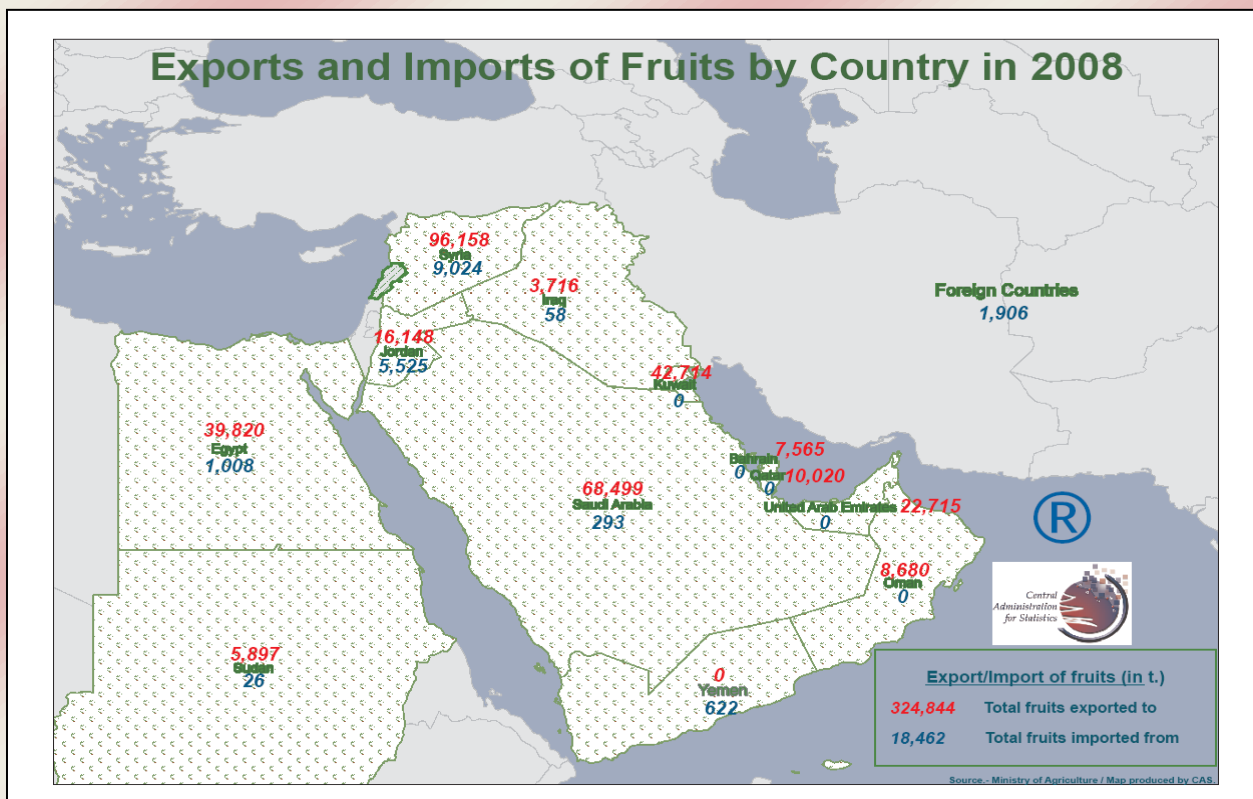 Exports and Imports of Fruits by Country in 2008
96,158
Syria
9,024
3,716
Iraq
58
Foreign Countries
1,906
16,148
Jordan
5,525
42,714
Kuwait
0
39,820
Egypt
1,008
7,565
Bahrain
0
Qatar 10,020
0
68,499
Saudi Arabia
293
United Arab Emirates 22,715
0
®
8,680
Oman
0
Central
Administration
for Statistics
5,897
Sudan
26
0
Yemen
622
Export/Import of fruits (in t.)
324,844 Total fruits exported to
18,462 Total fruits imported from
Source.- Ministry of Agriculture / Map produced by CAS.